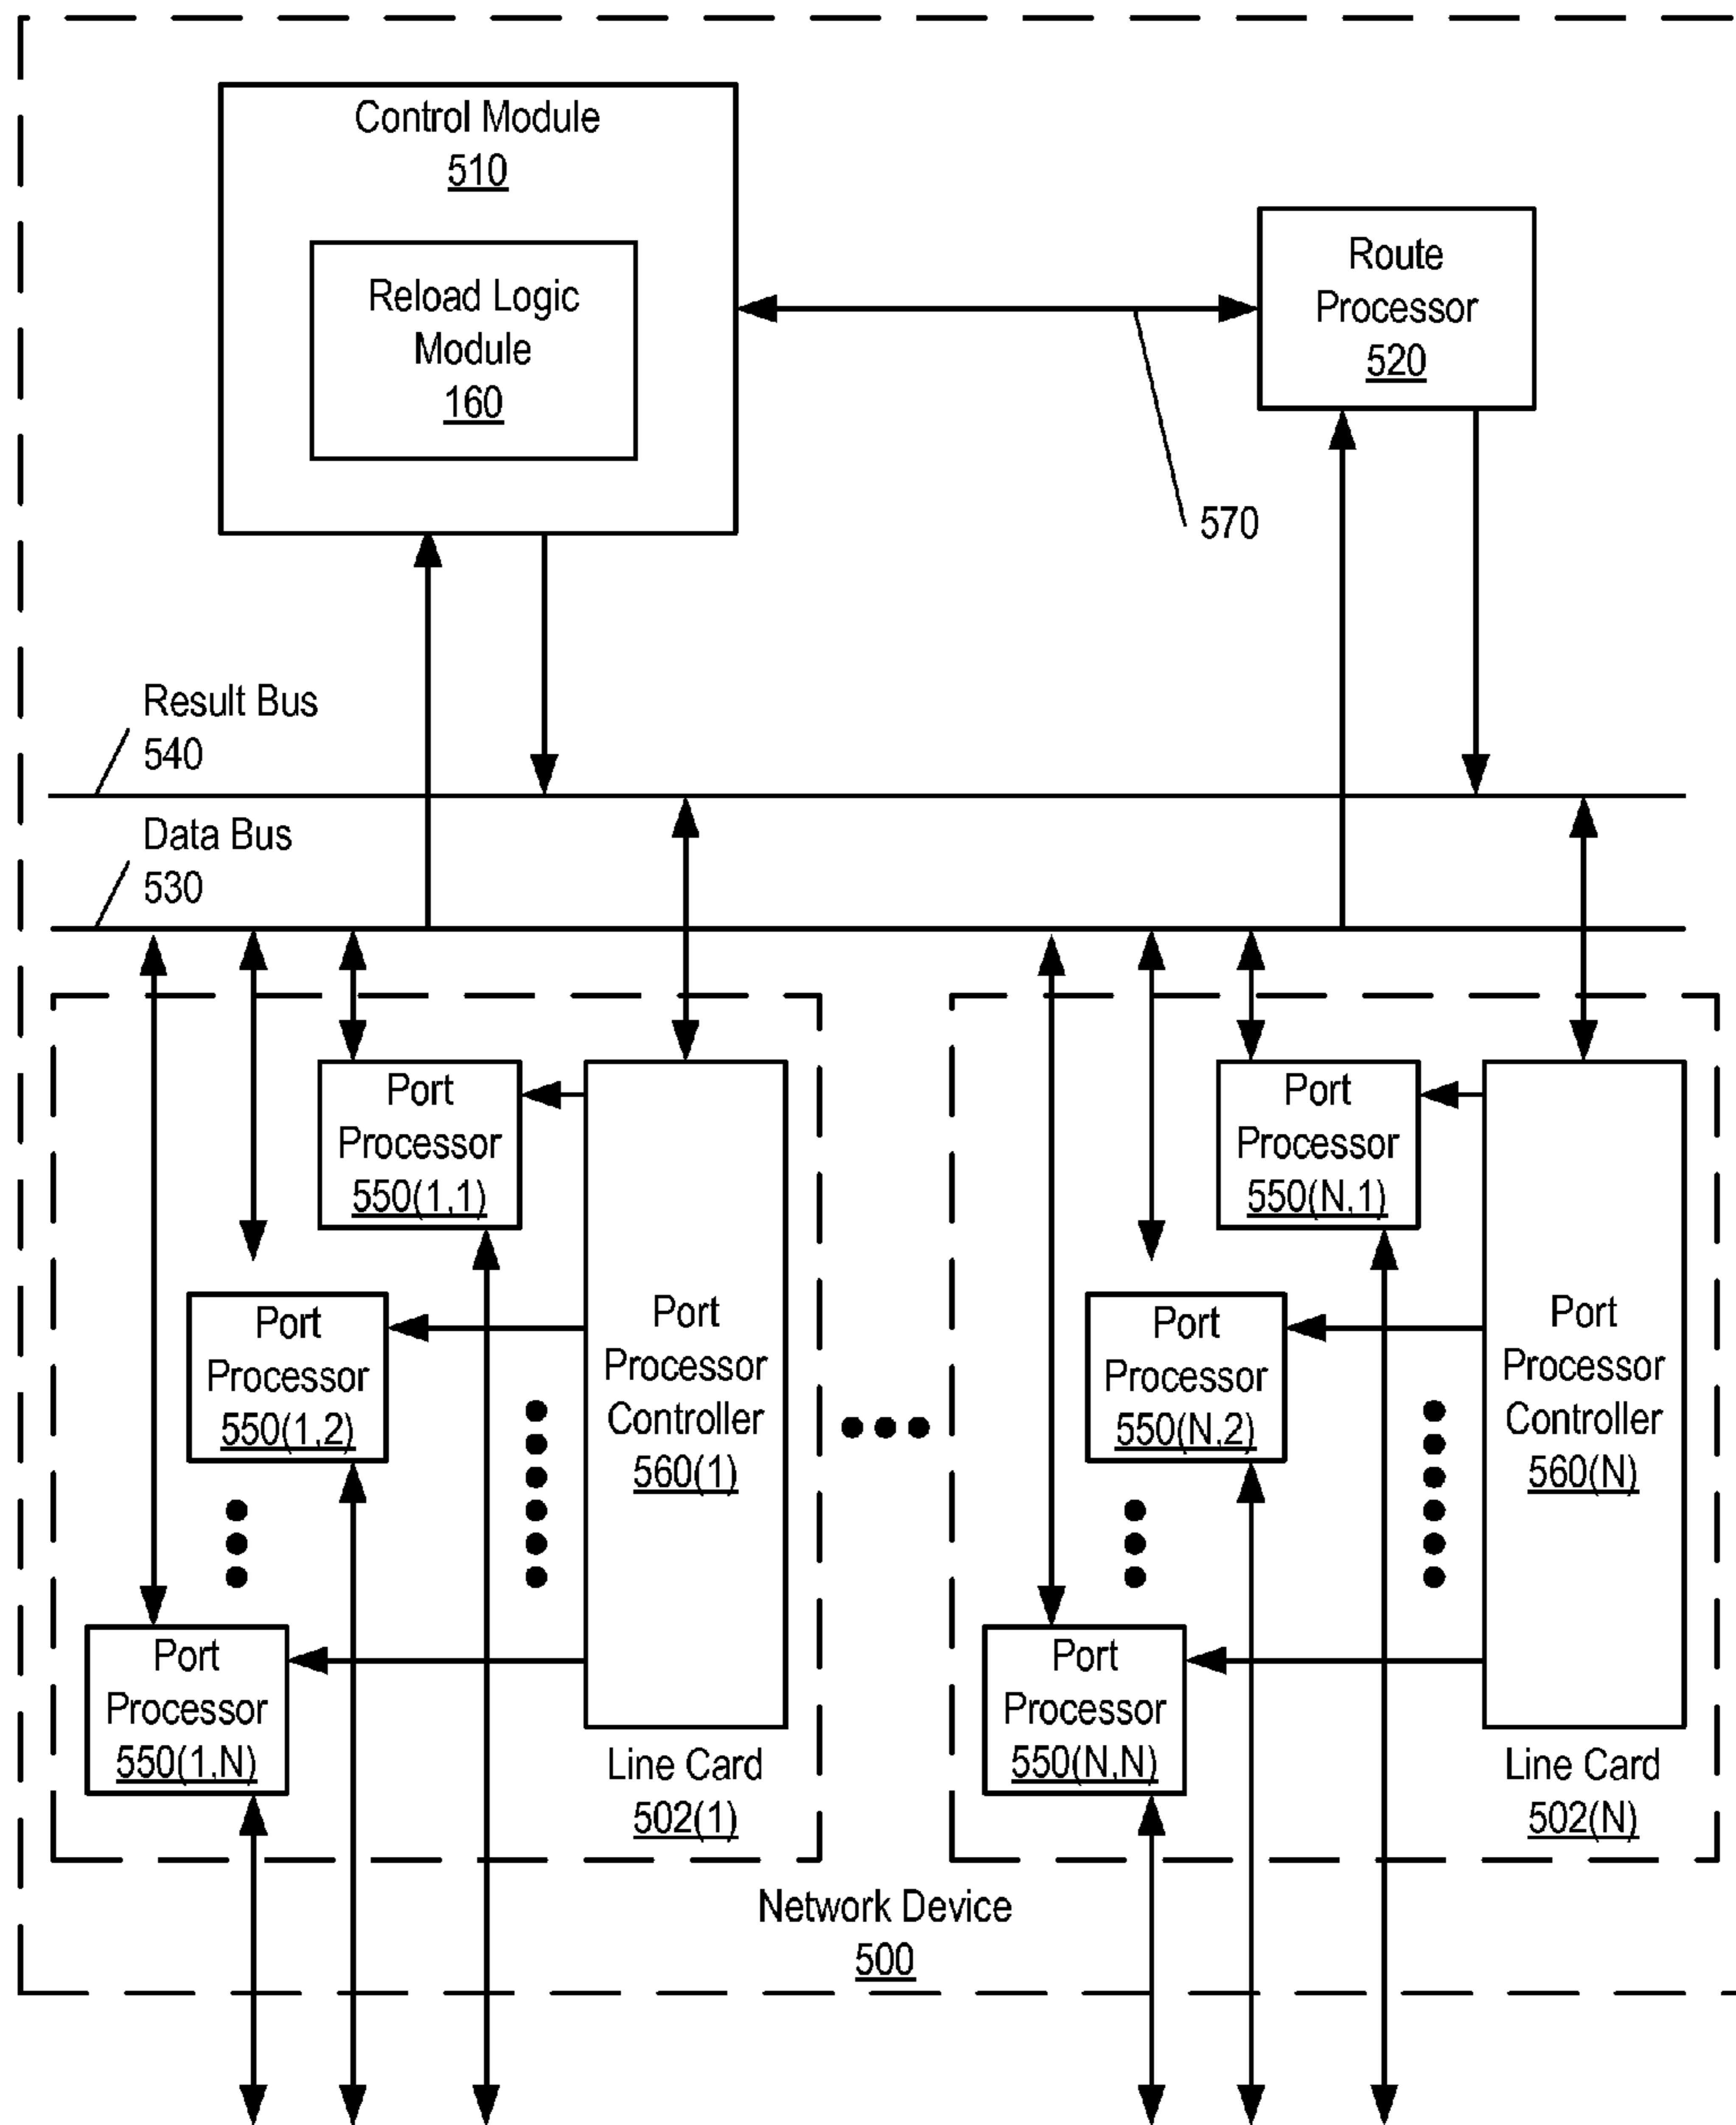 Control Module
510
Reload Logic
Module
160
Route
Processor
520
570
Result Bus
540
Data Bus
530
Port
Processor
550(1,1)
Port
Processor
550(1,2)
Port
Processor
550(1,N)
Port
Processor
Controller
560(1)
Line Card
502(1)
Port
Processor
550(N,1)
Port
Processor
550(N,2)
Port
Processor
550(N,N)
Port
Processor
Controller
560(N)
Line Card
502(N)
Network Device
500